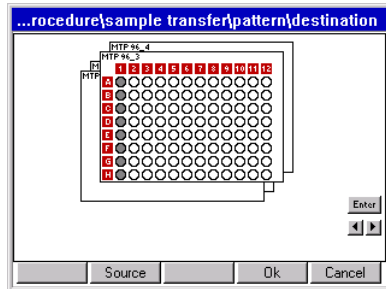 ...rocedure\sample transfer\pattern\destination
MTP 96_4
MTP 96_3
M
MTP
1 2 3 4 5 6 7 8 9 10 11 12
A
B
C
D
E
F
G
H
Enter
Source Ok Cancel